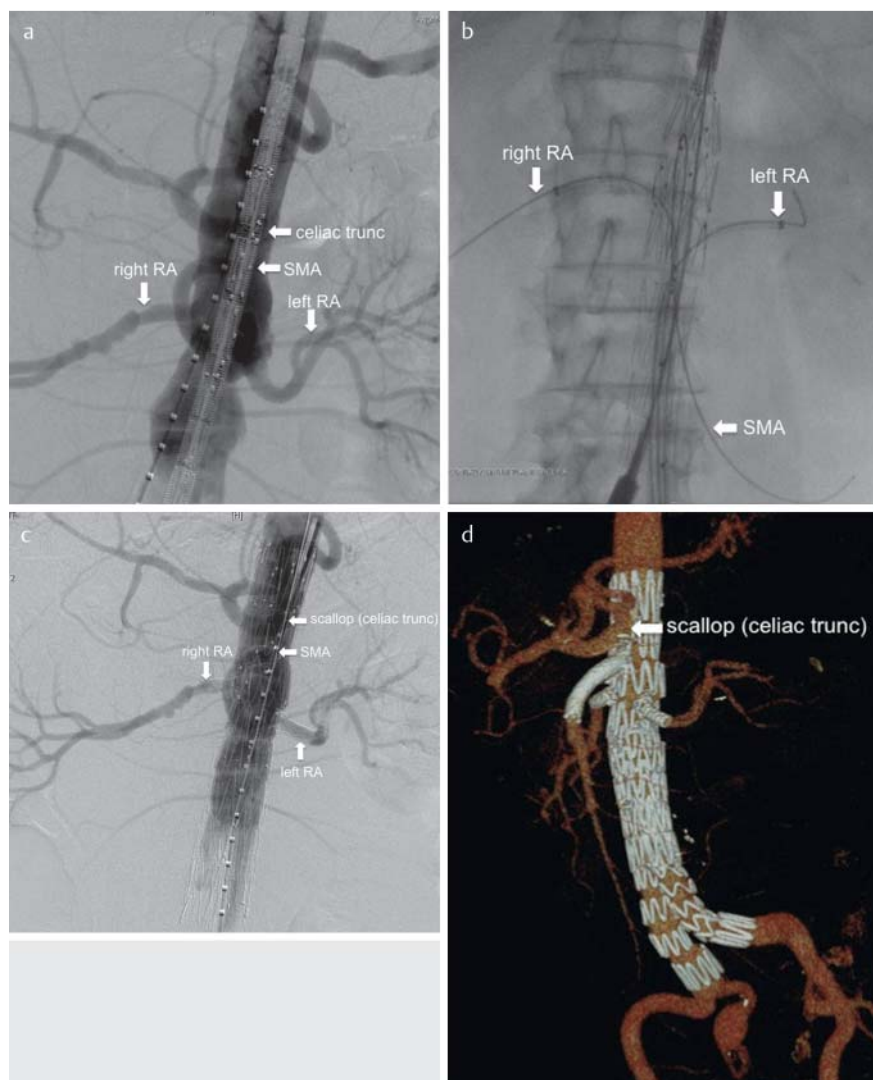 a
celiac trunc
SMA
right RA
left RA
b
right RA
left RA
SMA
c
scallop (celiac trunc)
SMA
right RA
left RA
d
scallop (celiac trunc)